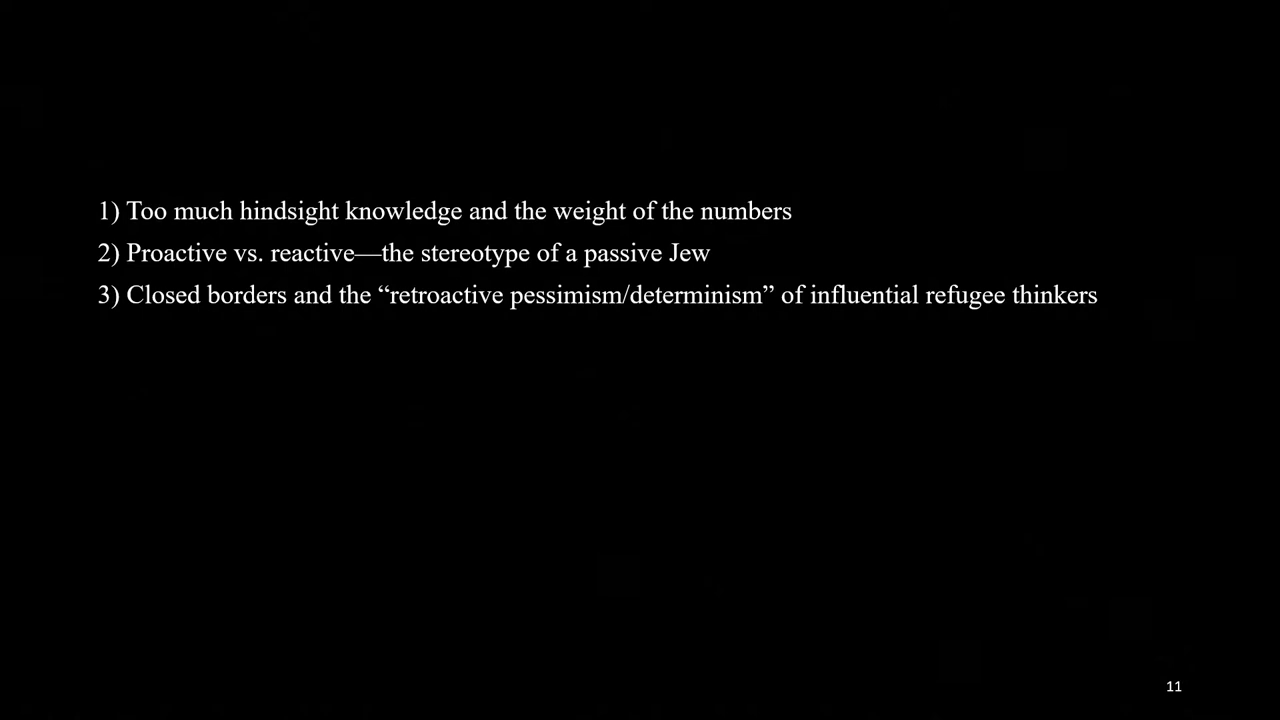 1) Too much hindsight knowledge and the weight of the numbers
2) Proactive vs. reactive—the stereotype of a passive Jew
3) Closed borders and the “retroactive pessimism/determinism” of influential refugee thinkers
11